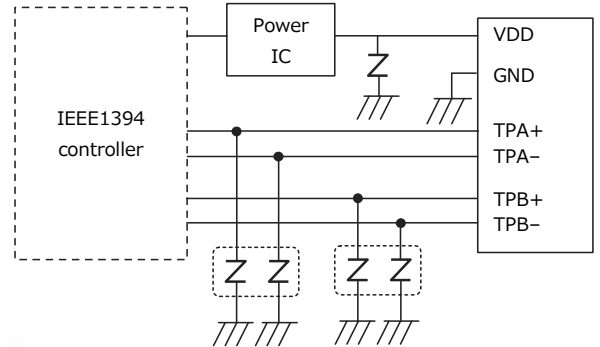 Power
IC
VDD
GND
IEEE1394
controller
TPA+
TPA–
TPB+
TPB–